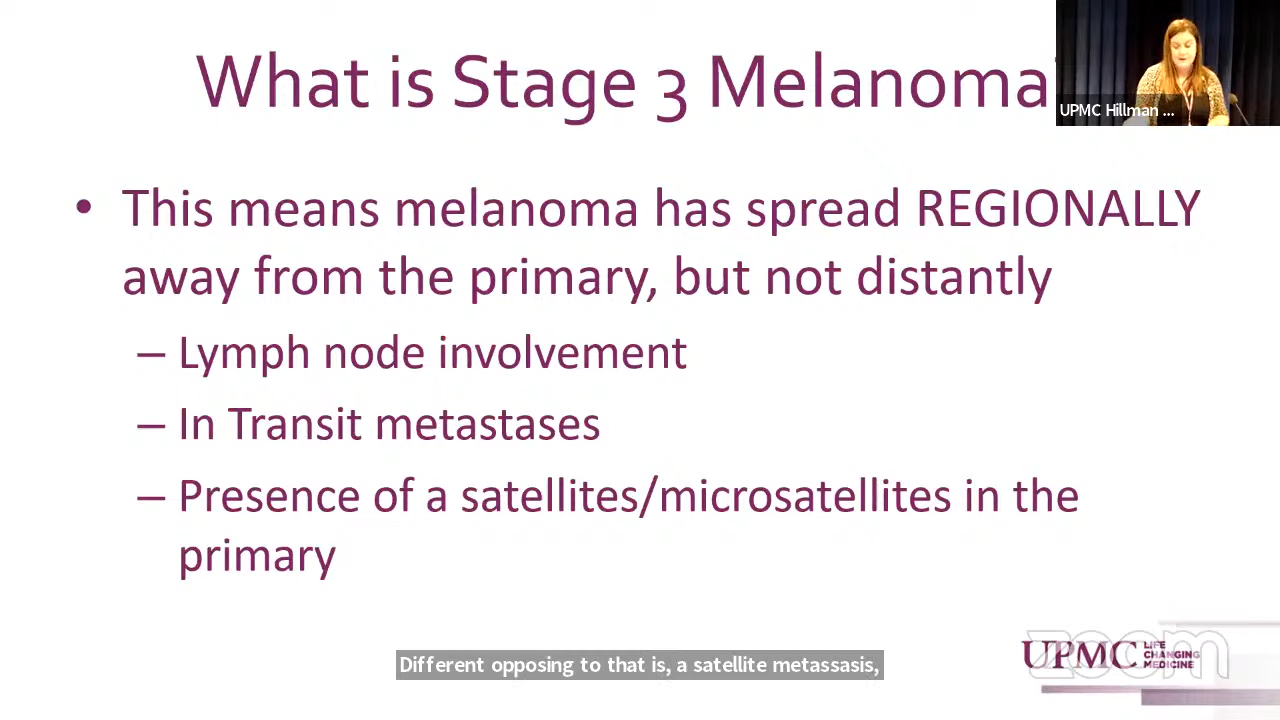 What is Stage 3 Melanoma
UPMC Hillman ...
• This means melanoma has spread REGIONALLY
away from the primary, but not distantly
– Lymph node involvement
– In Transit metastases
– Presence of a satellites/microsatellites in the
primary
Different opposing to that is, a satellite metassasis,
UPMC LIFE
CHANGING
MEDICINE
zoom